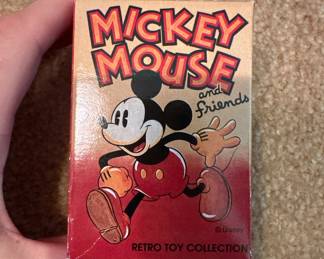 MICKEY
MOUSE
and
friends
© Disney
RETRO TOY COLLECTION